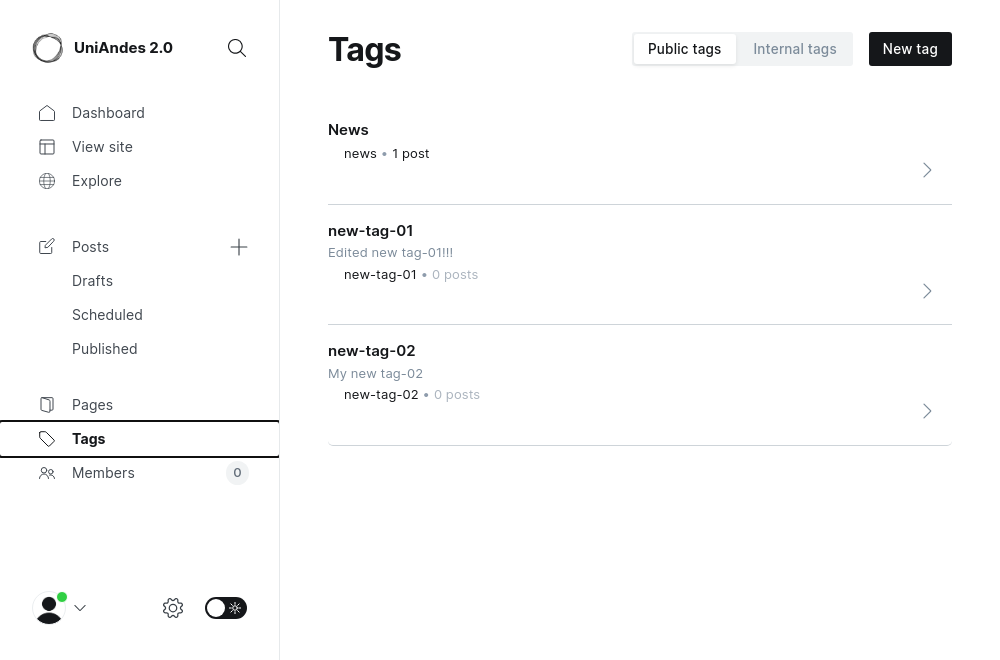 UniAndes 2.0
Dashboard
View site
Explore
Posts
Drafts
Scheduled
Published
Pages
Tags
Members
0
Tags
Public tags
Internal tags
New tag
News
news • 1 post
new-tag-01
Edited new tag-01!!!
new-tag-01 • 0 posts
new-tag-02
My new tag-02
new-tag-02 • 0 posts